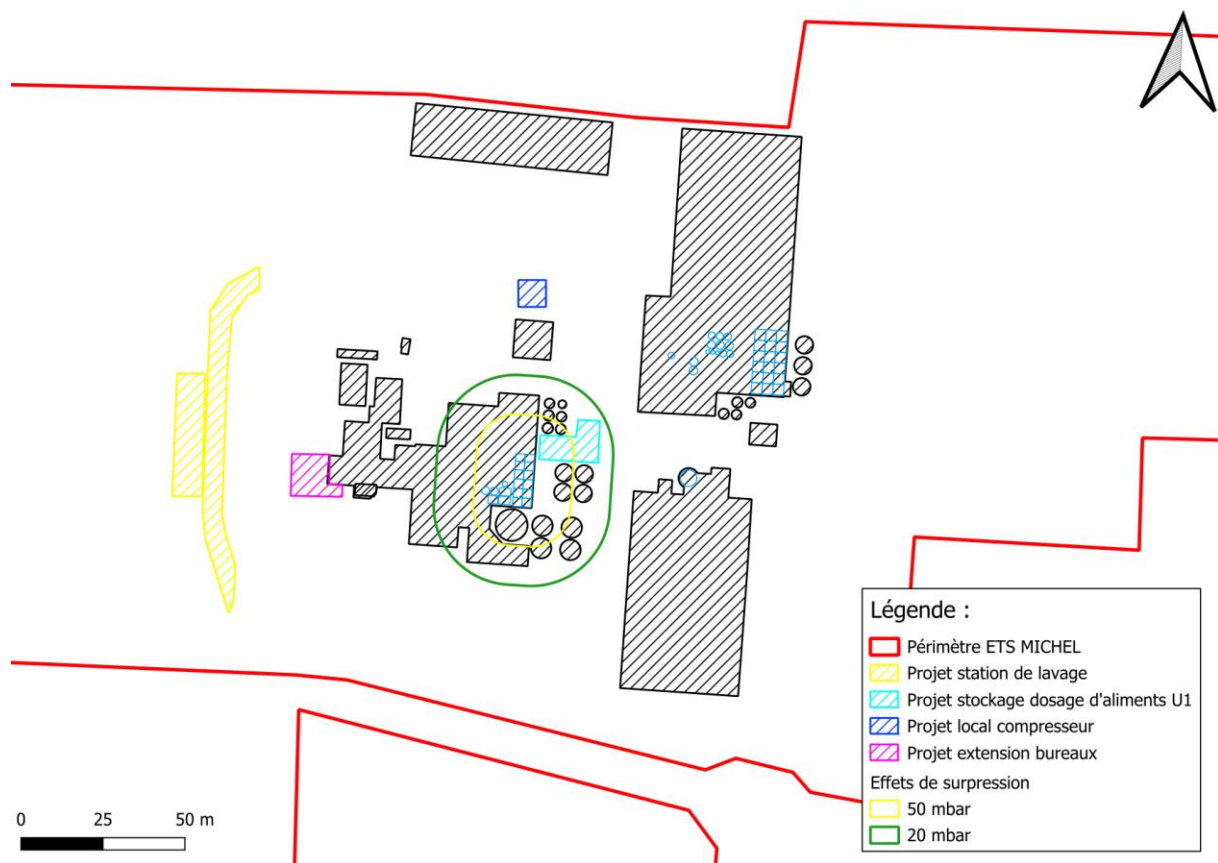 Légende :
Périmètre ETS MICHEL
Projet station de lavage
Projet stockage dosage d'aliments U1
Projet local compresseur
Projet extension bureaux
Effets de surpression
50 mbar
20 mbar
0 25 50 m